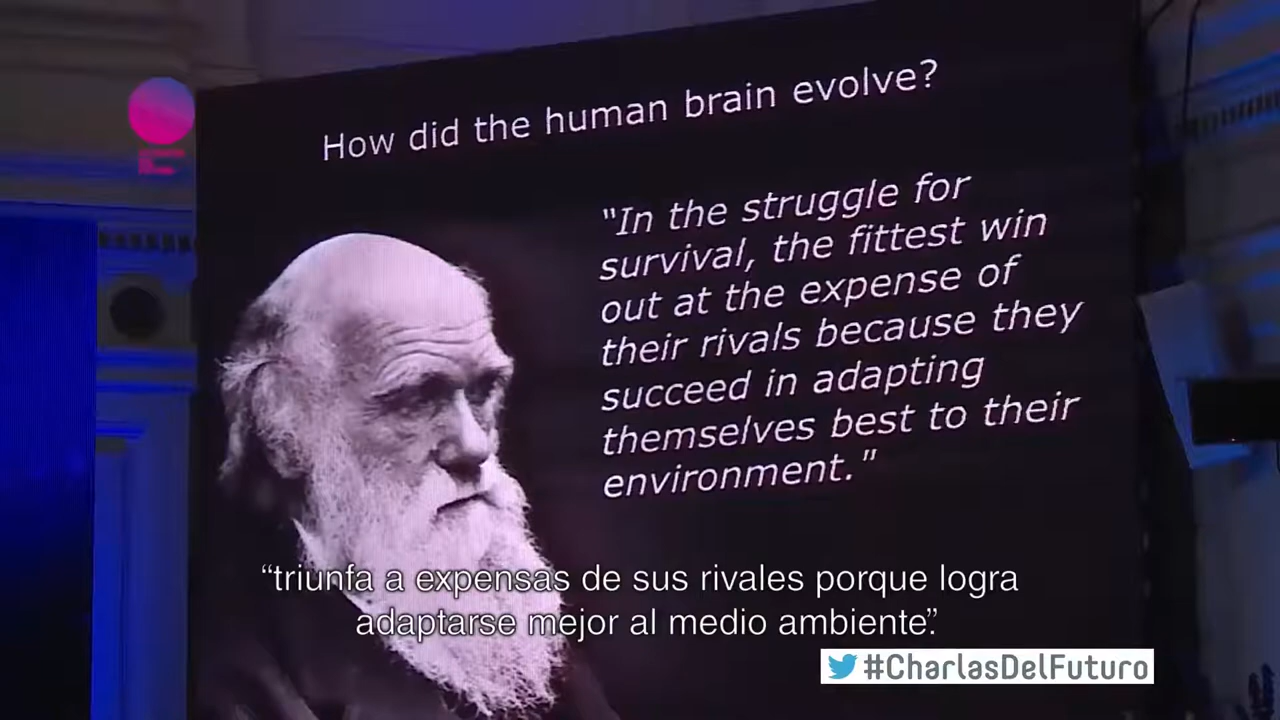 How did the human brain evolve?
"In the struggle for
survival, the fittest win
out at the expense of
their rivals because they
succeed in adapting
themselves best to their
environment."
“triunfa a expensas de sus rivales porque logra
adaptarse mejor al medio ambiente”.
#CharlasDelFuturo